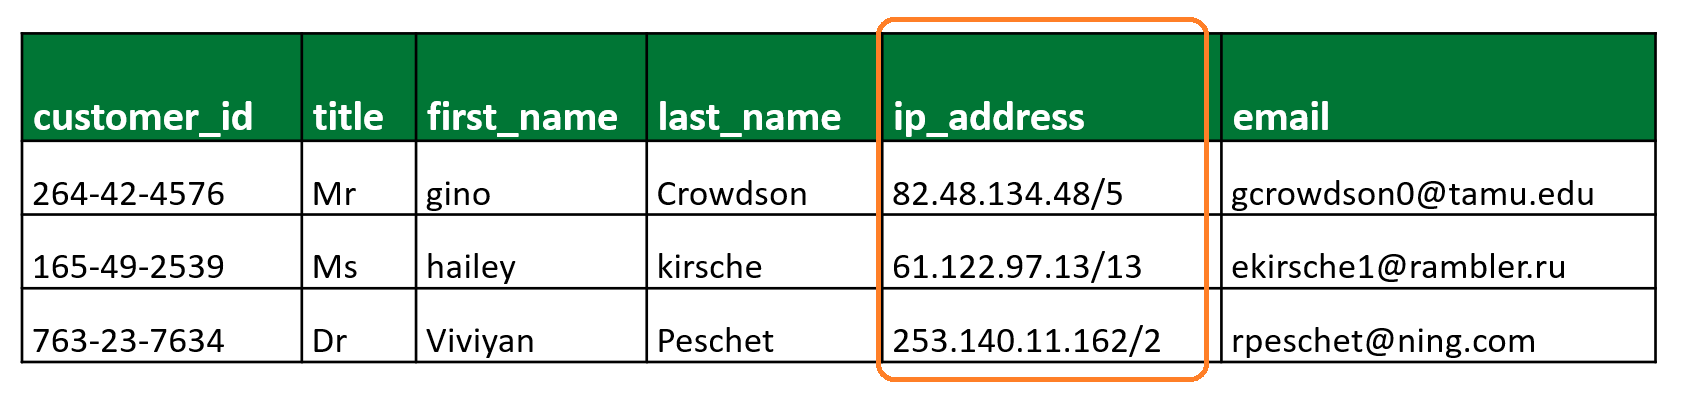 customer_id title first_name last_name ip_address email
264-42-4576 Mr gino Crowdson 82.48.134.48/5 gcrowdson0@tamu.edu
165-49-2539 Ms hailey kirsche 61.122.97.13/13 ekirsche1@rambler.ru
763-23-7634 Dr Viviyan Peschet 253.140.11.162/2 rpeschet@ning.com